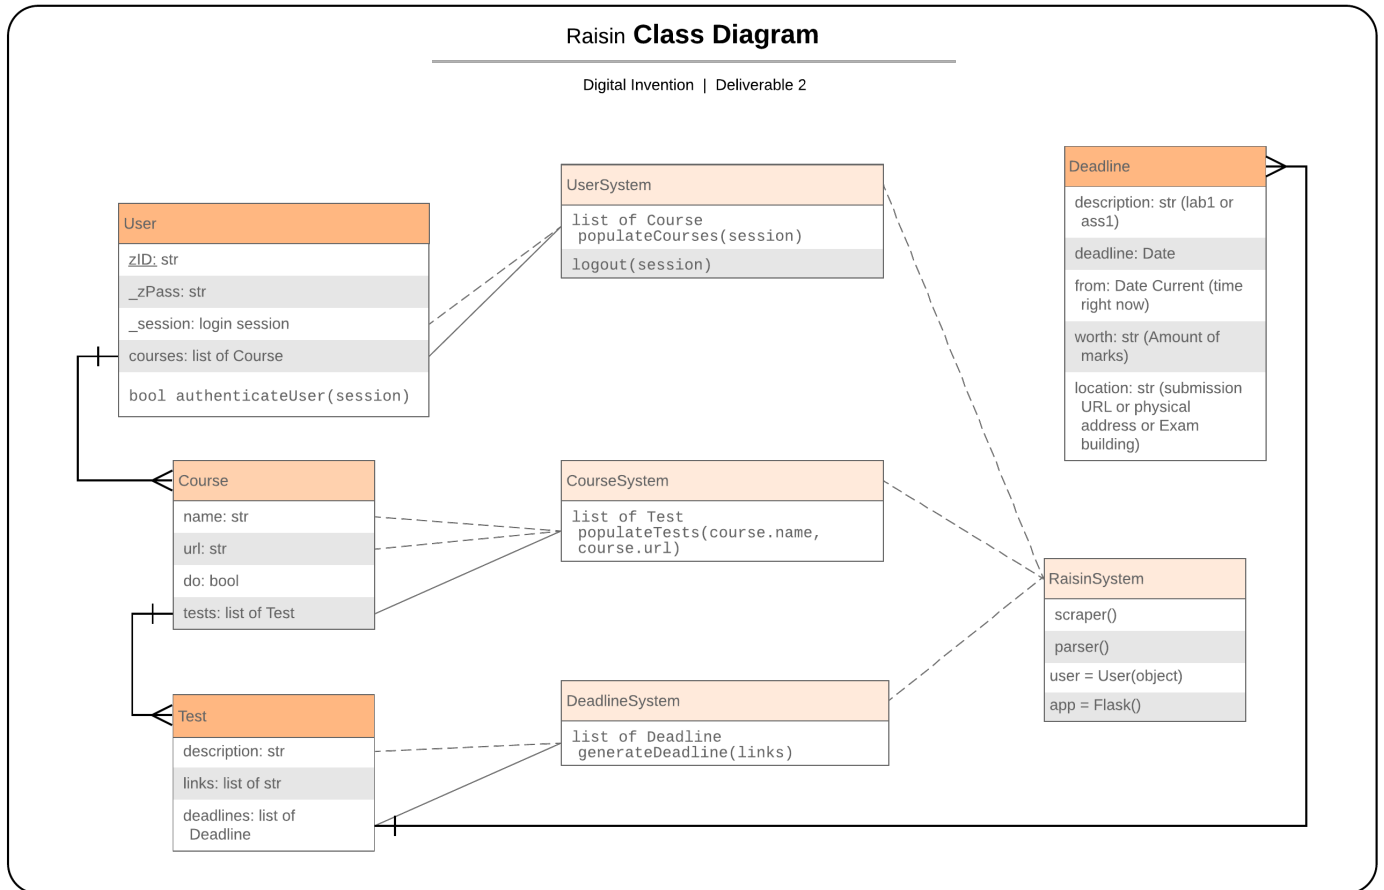 Raisin Class Diagram
Digital Invention | Deliverable 2
User
zID: str
_zPass: str
_session: login session
courses: list of Course
bool authenticateUser(session)
UserSystem
list of Course
populateCourses(session)
logout(session)
Deadline
description: str (lab1 or
ass1)
deadline: Date
from: Date Current (time
right now)
worth: str (Amount of
marks)
location: str (submission
URL or physical
address or Exam
building)
Course
name: str
url: str
do: bool
tests: list of Test
CourseSystem
list of Test
populateTests(course.name,
course.url)
RaisinSystem
scraper()
parser()
user = User(object)
app = Flask()
Test
description: str
links: list of str
deadlines: list of
Deadline
DeadlineSystem
list of Deadline
generateDeadline(links)